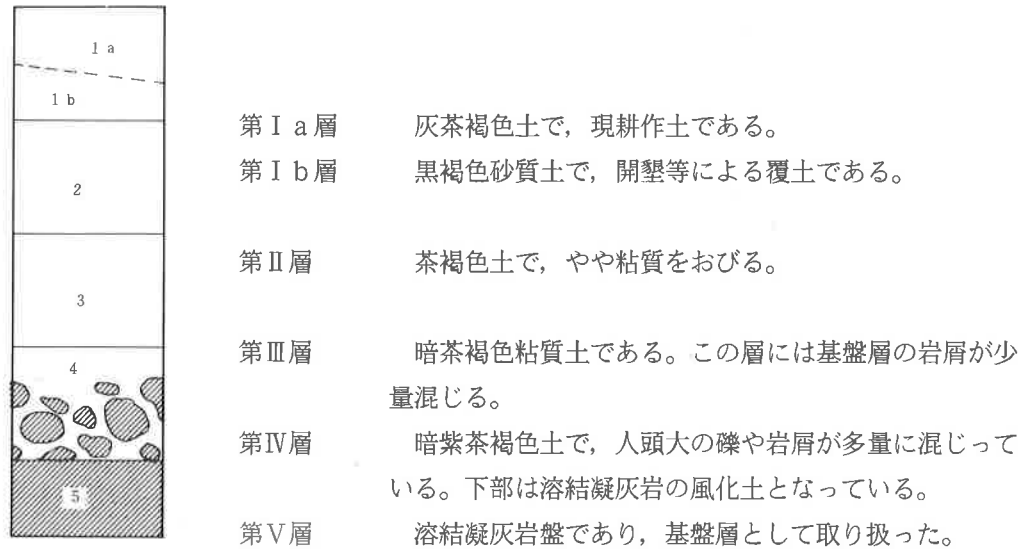 1 a
1 b
2
3
4
5
第Ⅰa層 灰茶褐色土で，現耕作土である。
第Ⅰb層 黒褐色砂質土で，開墾等による覆土である。
第Ⅱ層 茶褐色土で，やや粘質をおびる。
第Ⅲ層 暗茶褐色粘質土である。この層には基盤層の岩屑が少
量混じる。
第Ⅳ層 暗紫茶褐色土で，人頭大の礫や岩屑が多量に混じって
いる。下部は溶結凝灰岩の風化土となっている。
第Ⅴ層 溶結凝灰岩盤であり，基盤層として取り扱った。